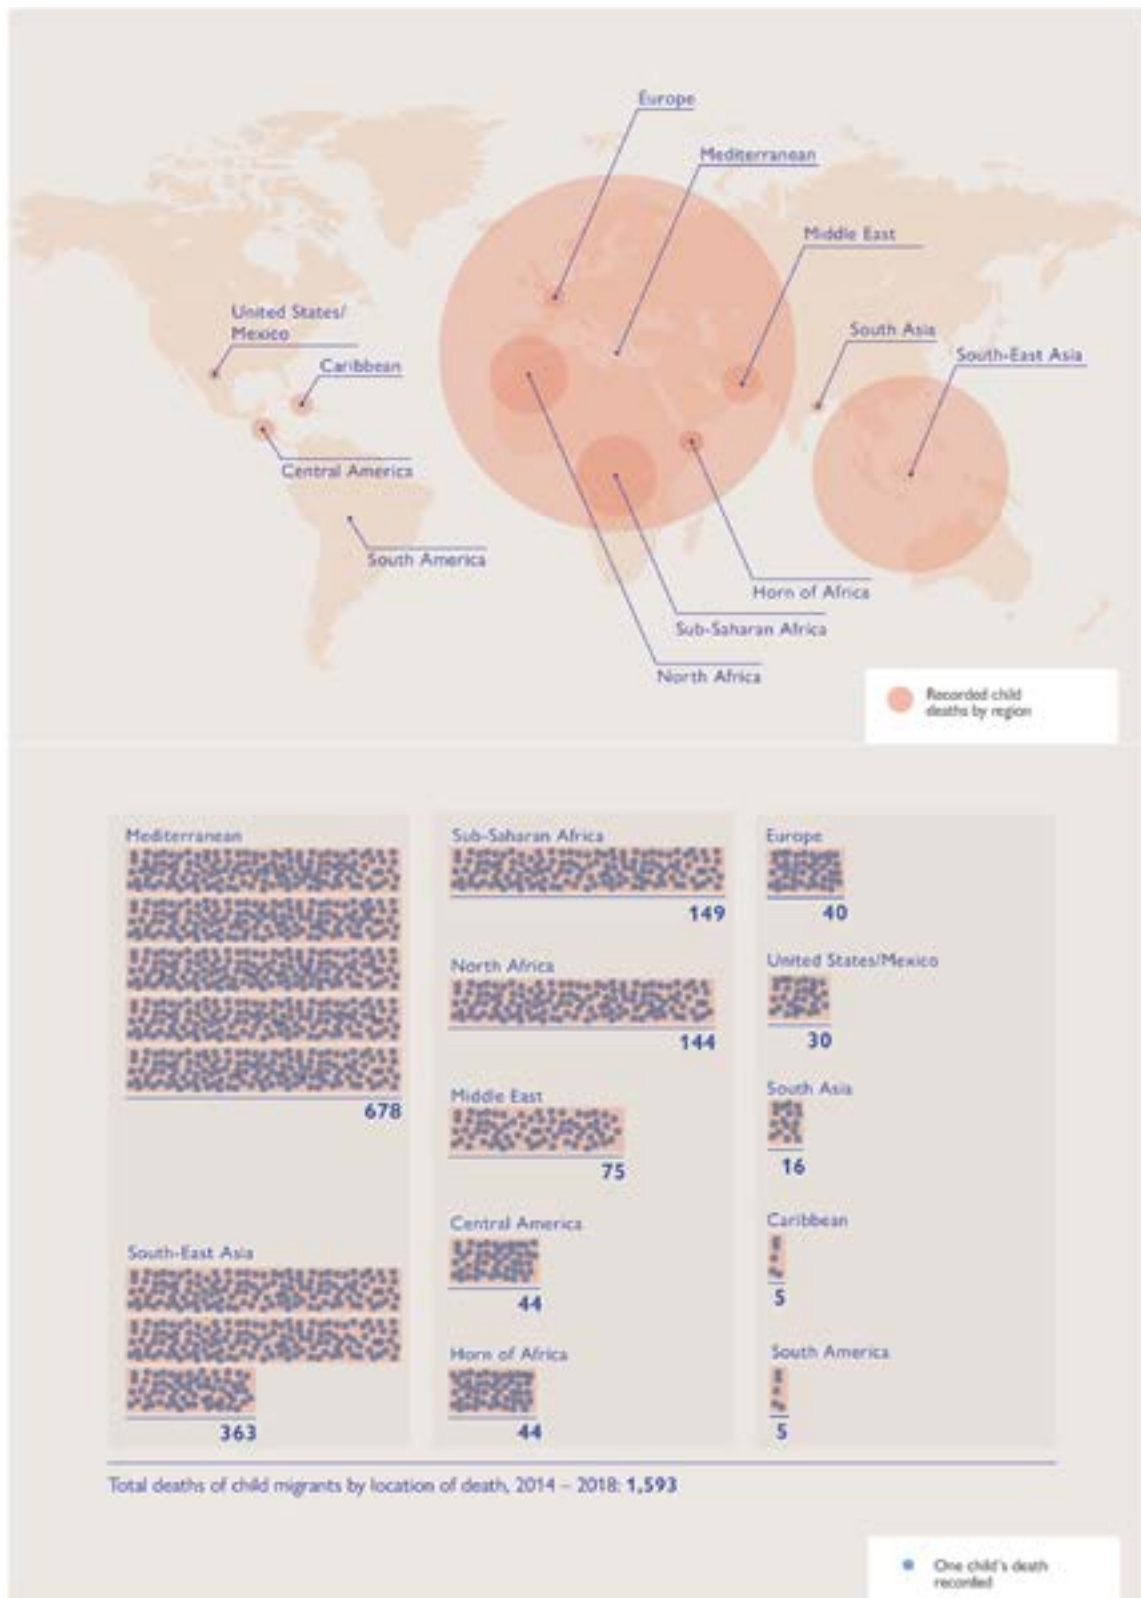 Europe
Mediterranean
Middle East
United States/
Mexico
South Asia
South-East Asia
Caribbean
Central America
South America
Horn of Africa
Sub-Saharan Africa
North Africa
Recorded child
deaths by region
Mediterranean
678
South-East Asia
363
Sub-Saharan Africa
149
North Africa
144
Middle East
75
Central America
44
Horn of Africa
44
Europe
40
United States/Mexico
30
South Asia
16
Caribbean
5
South America
5
Total deaths of child migrants by location of death, 2014 – 2018: 1,593
One child's death
recorded